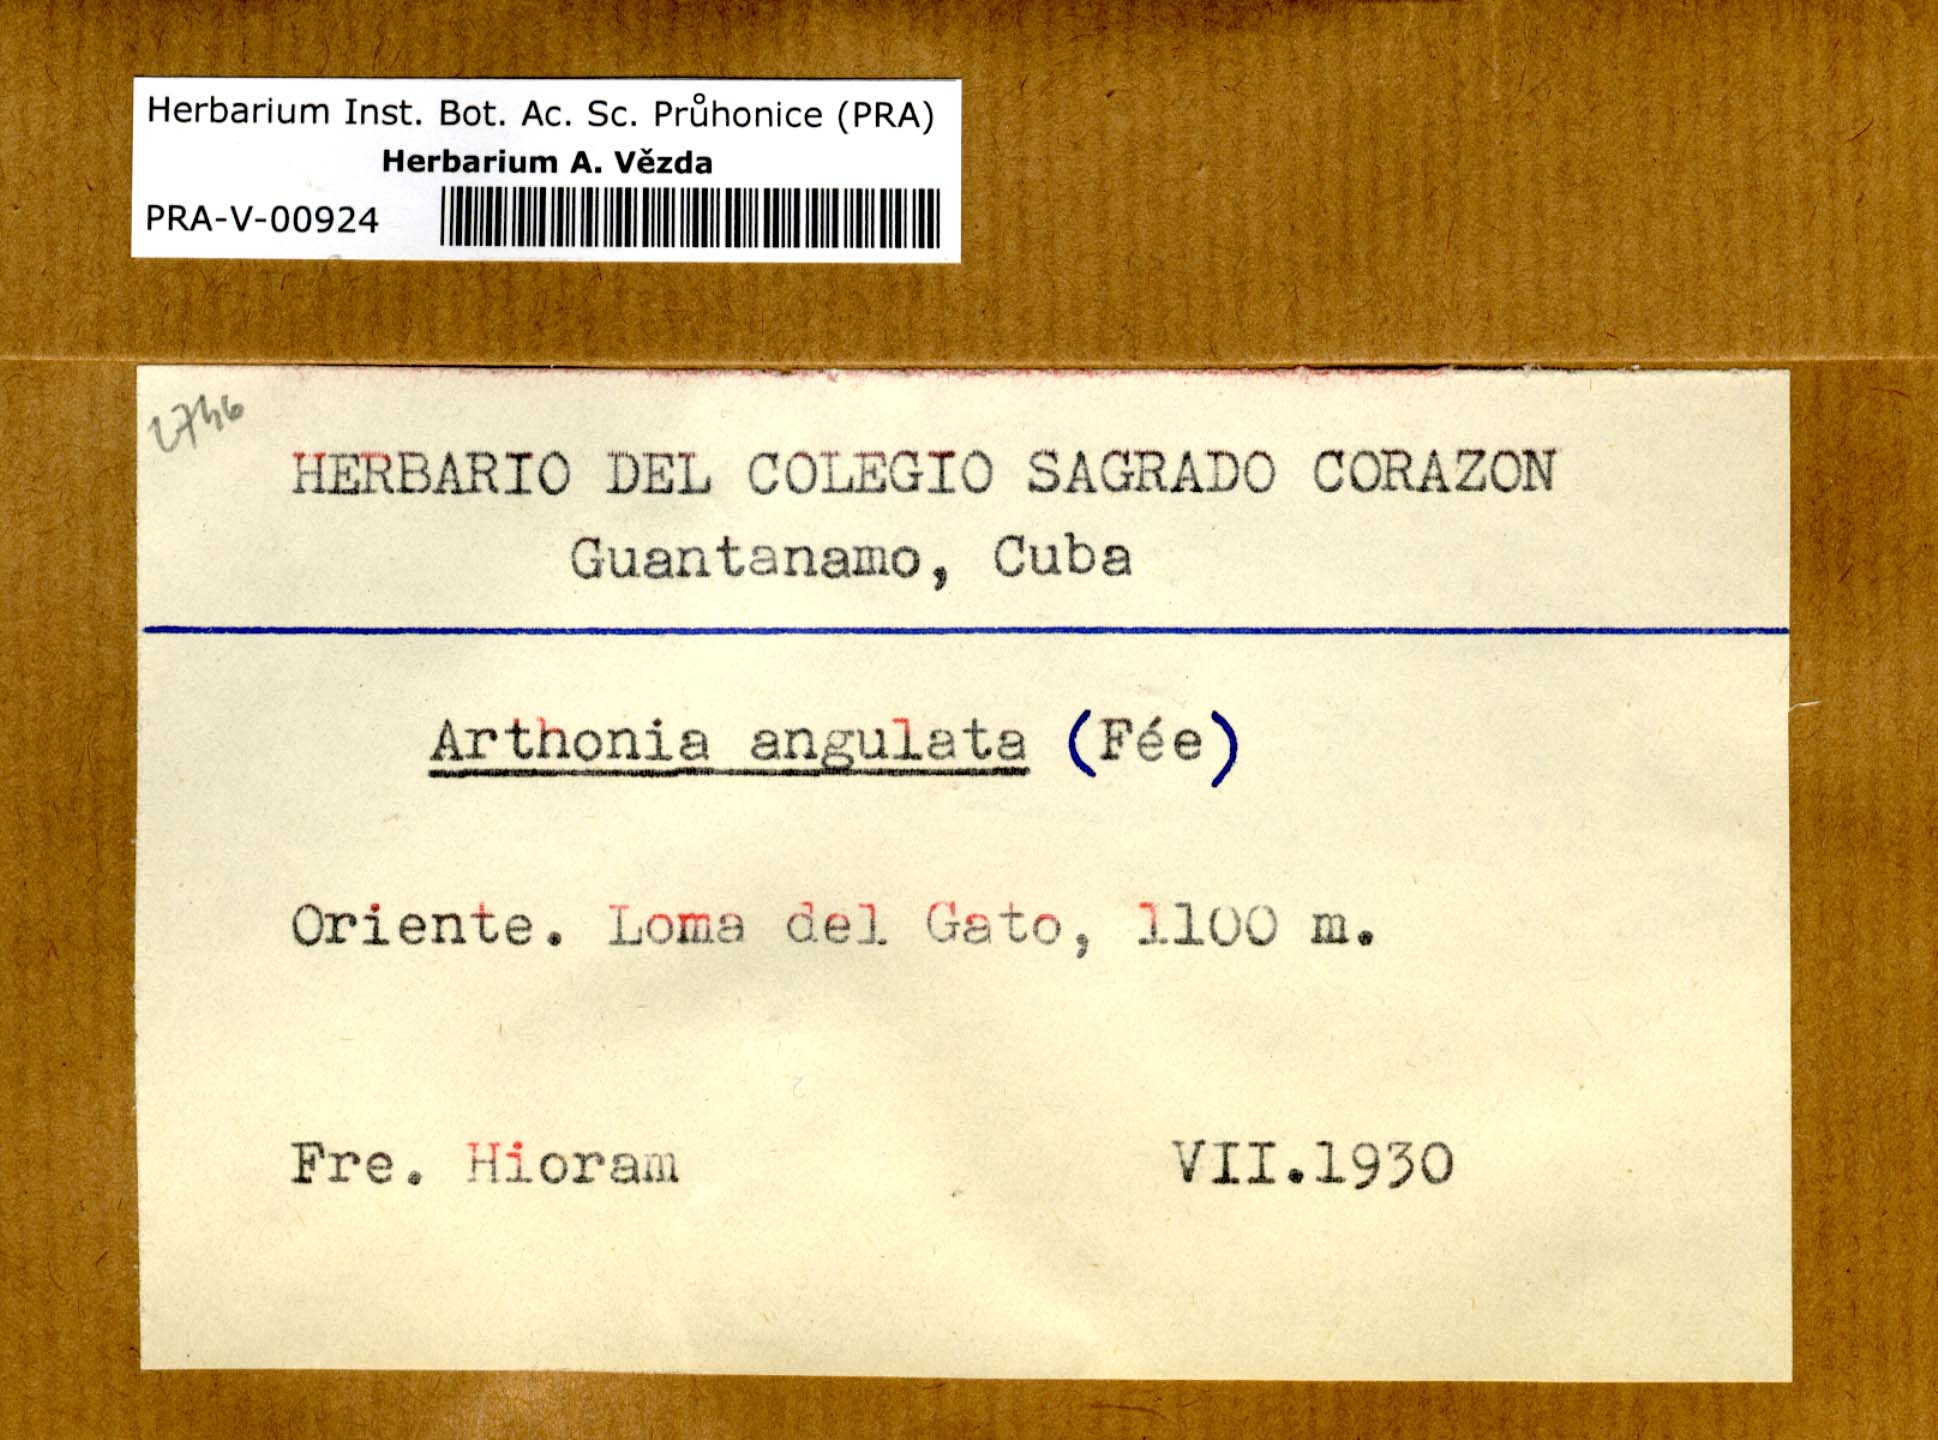 Herbarium Inst. Bot. Ac. Sc. Průhonice (PRA)
Herbarium A. Vězda
PRA-V-00924
2746
HERBARIO DEL COLEGIO SAGRADO CORAZON
Guantanamo, Cuba
Arthonia angulata (Fée)
Oriente. Loma del Gato, 1100 m.
Fre. Hioram VII.1930